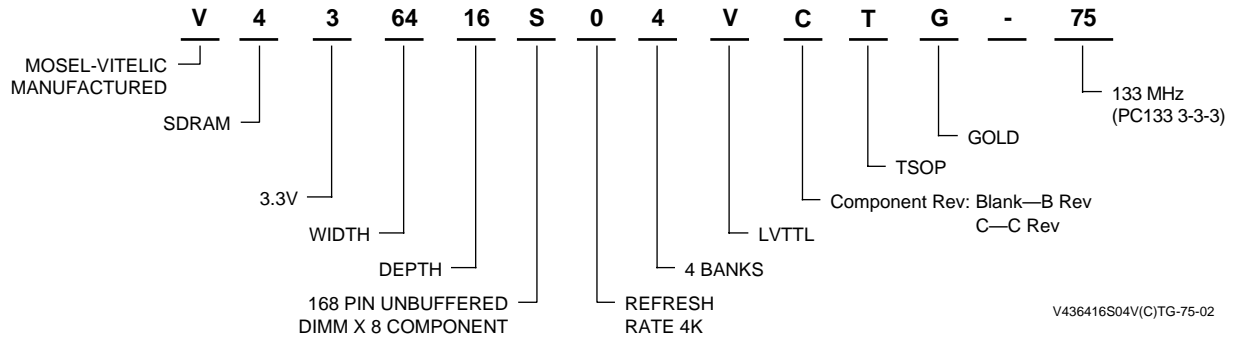 V 4 3 64 16 S 0 4 V C T G - 75
MOSEL-VITELIC
MANUFACTURED
SDRAM
3.3V
WIDTH
DEPTH
168 PIN UNBUFFERED
DIMM X 8 COMPONENT
REFRESH
RATE 4K
4 BANKS
LVTTL
Component Rev: Blank—B Rev
C—C Rev
TSOP
GOLD
133 MHz
(PC133 3-3-3)
V436416S04V(C)TG-75-02